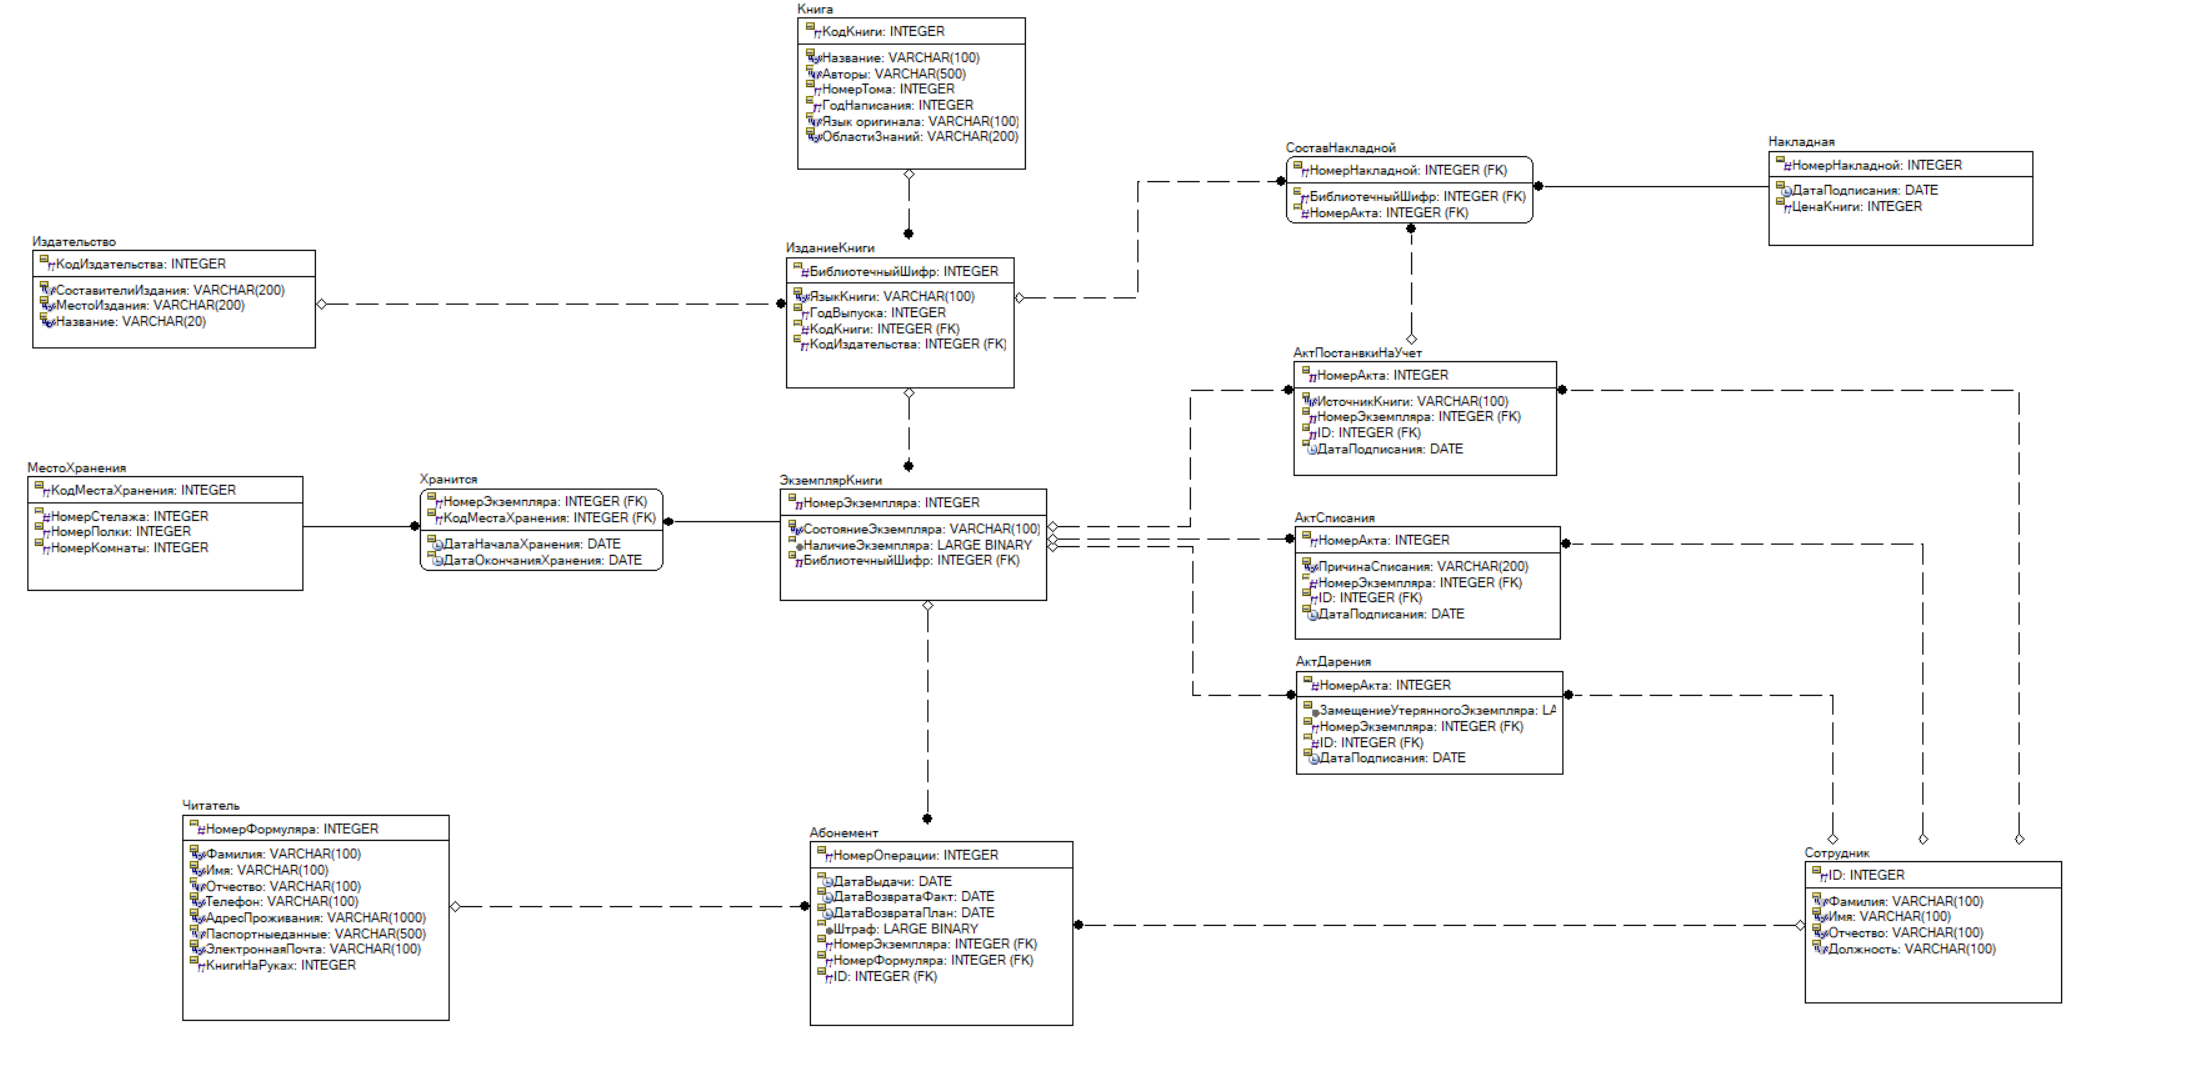 Книга
КодКниги: INTEGER
Название: VARCHAR(100)
Авторы: VARCHAR(500)
НомерТома: INTEGER
ГодНаписания: INTEGER
Язык оригинала: VARCHAR(100)
ОбластиЗнаний: VARCHAR(200)
СоставНакладной
НомерНакладной: INTEGER (FK)
БиблиотечныйШифр: INTEGER (FK)
НомерАкта: INTEGER (FK)
Накладная
НомерНакладной: INTEGER
ДатаПодписания: DATE
ЦенаКниги: INTEGER
Издательство
КодИздательства: INTEGER
СоставителиИздания: VARCHAR(200)
МестоИздания: VARCHAR(200)
Название: VARCHAR(20)
ИзданиеКниги
БиблиотечныйШифр: INTEGER
ЯзыкКниги: VARCHAR(100)
ГодВыпуска: INTEGER
КодКниги: INTEGER (FK)
КодИздательства: INTEGER (FK)
АктПостанвкиНаУчет
НомерАкта: INTEGER
ИсточникКниги: VARCHAR(100)
НомерЭкземпляра: INTEGER (FK)
ID: INTEGER (FK)
ДатаПодписания: DATE
МестоХранения
КодМестаХранения: INTEGER
НомерСтелажа: INTEGER
НомерПолки: INTEGER
НомерКомнаты: INTEGER
Хранится
НомерЭкземпляра: INTEGER (FK)
КодМестаХранения: INTEGER (FK)
ДатаНачалаХранения: DATE
ДатаОкончанияХранения: DATE
ЭкземплярКниги
НомерЭкземпляра: INTEGER
СостояниеЭкземпляра: VARCHAR(100)
НаличиеЭкземпляра: LARGE BINARY
БиблиотечныйШифр: INTEGER (FK)
АктСписания
НомерАкта: INTEGER
ПричинаСписания: VARCHAR(200)
НомерЭкземпляра: INTEGER (FK)
ID: INTEGER (FK)
ДатаПодписания: DATE
АктДарения
НомерАкта: INTEGER
ЗамещениеУтерянногоЭкземпляра: LA
НомерЭкземпляра: INTEGER (FK)
ID: INTEGER (FK)
ДатаПодписания: DATE
Читатель
НомерФормуляра: INTEGER
Фамилия: VARCHAR(100)
Имя: VARCHAR(100)
Отчество: VARCHAR(100)
Телефон: VARCHAR(100)
АдресПроживания: VARCHAR(1000)
Паспортныеданные: VARCHAR(500)
ЭлектроннаяПочта: VARCHAR(100)
КнигиНаРуках: INTEGER
Абонемент
НомерОперации: INTEGER
ДатаВыдачи: DATE
ДатаВозвратаФакт: DATE
ДатаВозвратаПлан: DATE
Штраф: LARGE BINARY
НомерЭкземпляра: INTEGER (FK)
НомерФормуляра: INTEGER (FK)
ID: INTEGER (FK)
Сотрудник
ID: INTEGER
Фамилия: VARCHAR(100)
Имя: VARCHAR(100)
Отчество: VARCHAR(100)
Должность: VARCHAR(100)